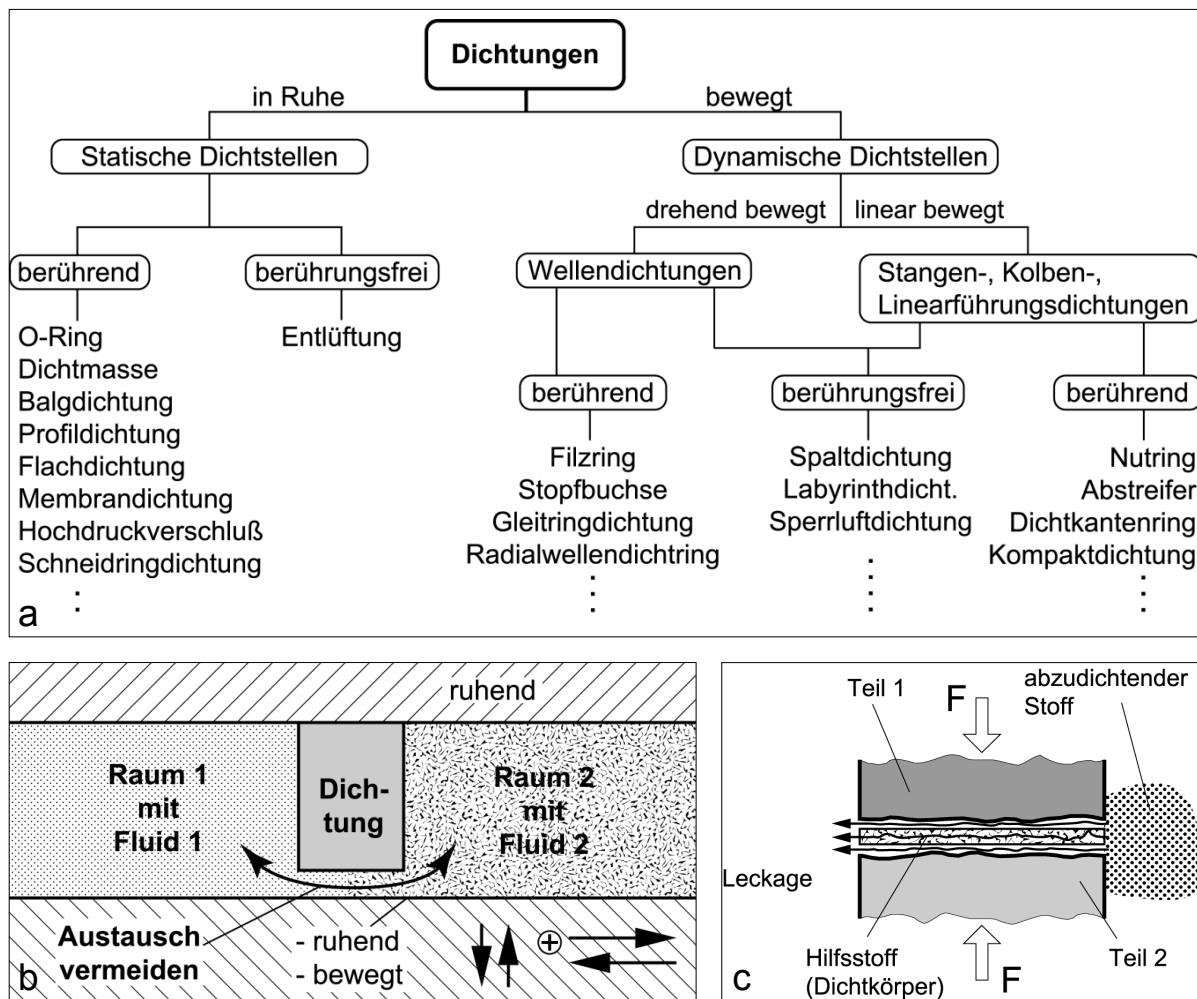 Dichtungen
in Ruhe
bewegt
Statische Dichtstellen
Dynamische Dichtstellen
drehend bewegt
linear bewegt
berührend
berührungsfrei
Wellendichtungen
Stangen-, Kolben-,
Linearführungsdichtungen
O-Ring
Dichtmasse
Balgdichtung
Profildichtung
Flachdichtung
Membrandichtung
Hochdruckverschluß
Schneidringdichtung
Entlüftung
berührend
Filzring
Stopfbuchse
Gleitringdichtung
Radialwellendichtring
berührungsfrei
Spaltdichtung
Labyrinthdicht.
Sperrluftdichtung
berührend
Nutring
Abstreifer
Dichtkantenring
Kompaktdichtung
a
ruhend
Raum 1
mit
Fluid 1
Dich-
tung
Raum 2
mit
Fluid 2
Austausch
vermeiden
- ruhend
- bewegt
b
Teil 1
F
abzudichtender
Stoff
Leckage
Hilfsstoff
(Dichtkörper)
F
Teil 2
c